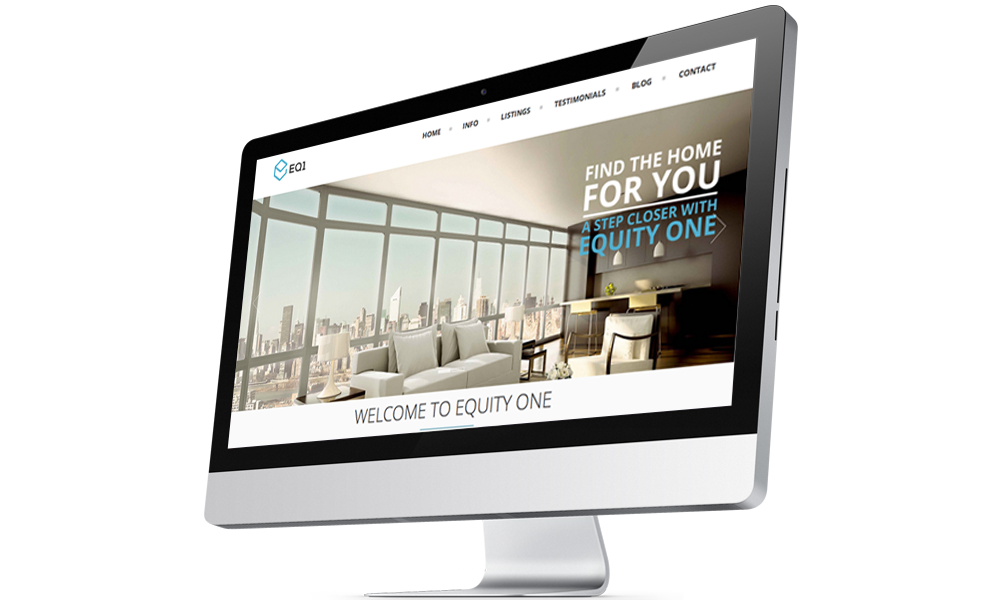 EQ1
HOME INFO LISTINGS TESTIMONIALS BLOG CONTACT
FIND THE HOME
FOR YOU
A STEP CLOSER WITH
EQUITY ONE
WELCOME TO EQUITY ONE